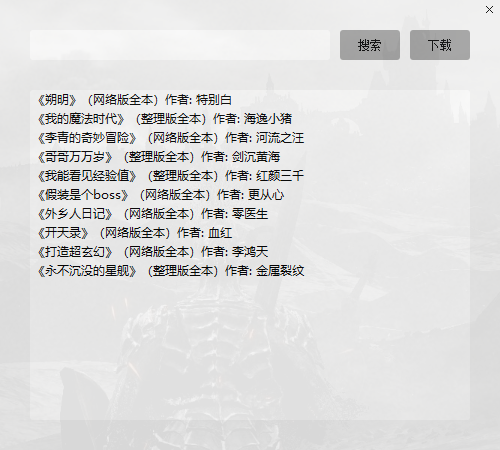 搜索
下载
《朔明》（网络版全本）作者: 特别白
《我的魔法时代》（整理版全本）作者: 海逸小猪
《李青的奇妙冒险》（网络版全本）作者: 河流之汪
《哥哥万万岁》（整理版全本）作者: 剑沉黄海
《我能看见经验值》（整理版全本）作者: 红颜三千
《假装是个boss》（网络版全本）作者: 更从心
《外乡人日记》（网络版全本）作者: 零医生
《开天录》（网络版全本）作者: 血红
《打造超玄幻》（网络版全本）作者: 李鸿天
《永不沉没的星舰》（整理版全本）作者: 金属裂纹